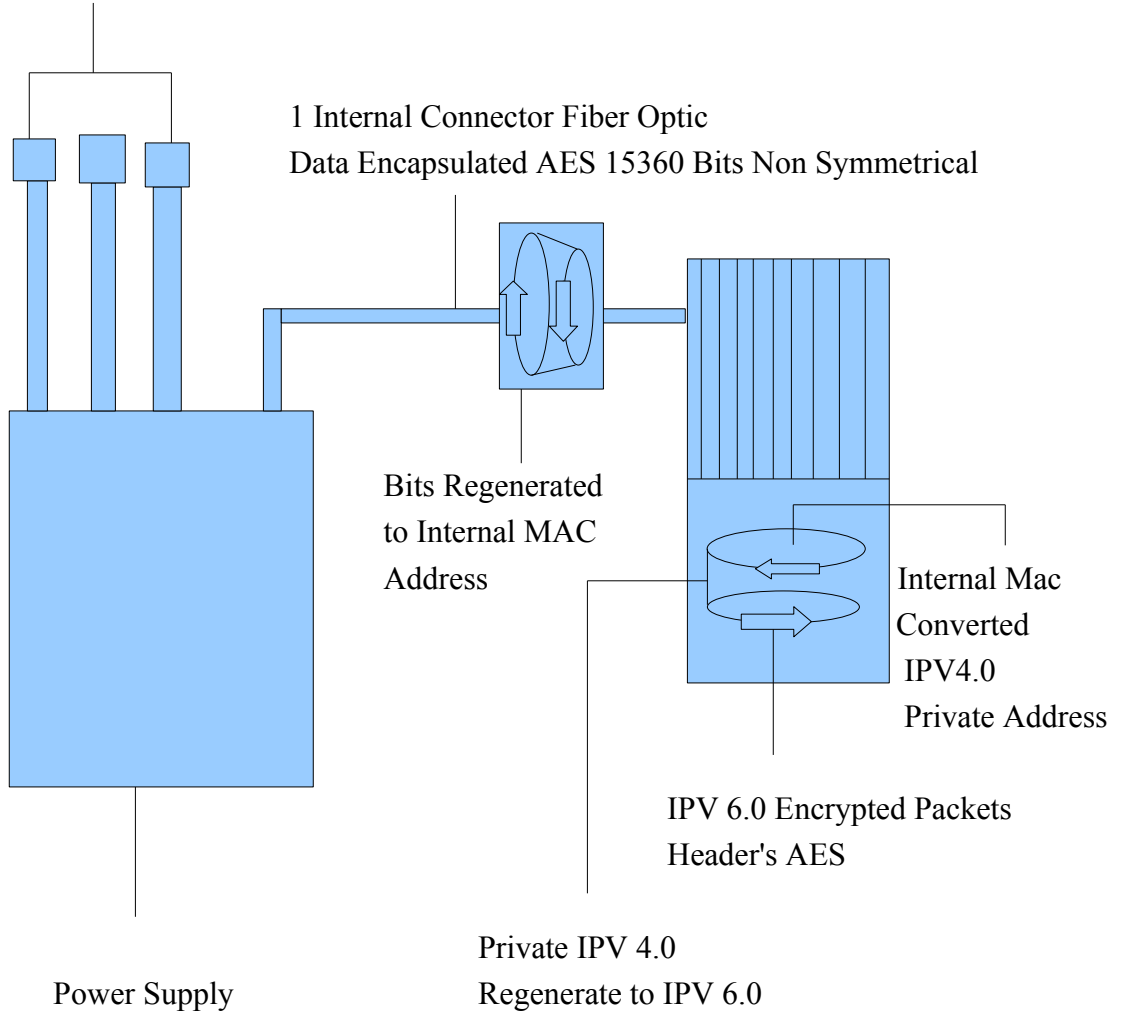 1 Internal Connector Fiber Optic
Data Encapsulated AES 15360 Bits Non Symmetrical
Bits Regenerated
to Internal MAC
Address
Internal Mac
Converted
IPV4.0
Private Address
IPV 6.0 Encrypted Packets
Header's AES
Private IPV 4.0
Regenerate to IPV 6.0
Power Supply